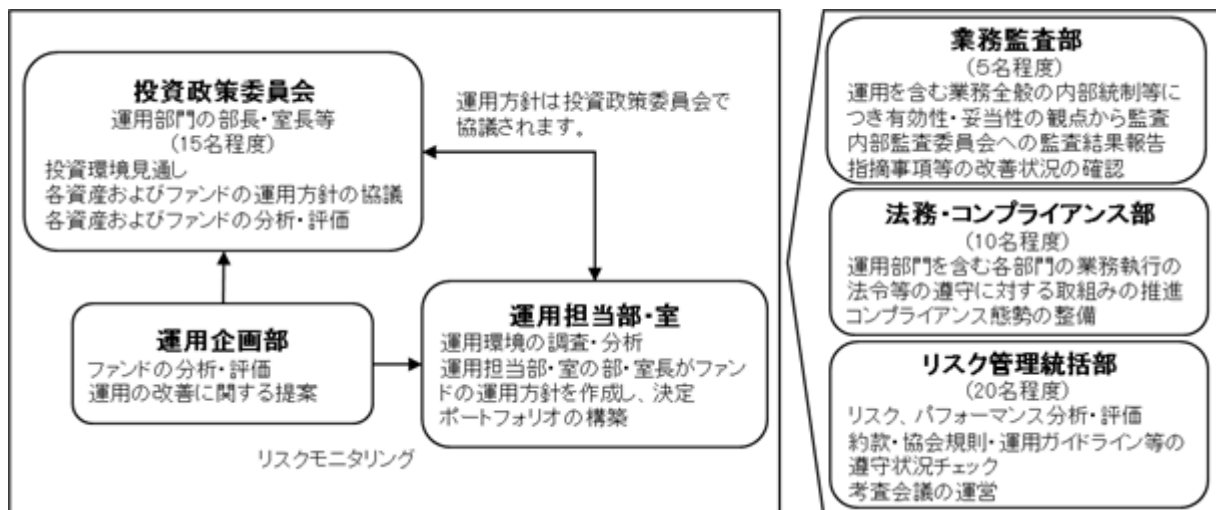 投資政策委員会
運用部門の部長・室長等
(15名程度)
投資環境見通し
各資産およびファンドの運用方針の協議
各資産およびファンドの分析・評価
運用方針は投資政策委員会で
協議されます。
運用企画部
ファンドの分析・評価
運用の改善に関する提案
運用担当部・室
運用環境の調査・分析
運用担当部・室の部・室長がファン
ドの運用方針を作成し、決定
ポートフォリオの構築
リスクモニタリング
業務監査部
(5名程度)
運用を含む業務全般の内部統制等に
つき有効性・妥当性の観点から監査
内部監査委員会への監査結果報告
指摘事項等の改善状況の確認
法務・コンプライアンス部
(10名程度)
運用部門を含む各部門の業務執行の
法令等の遵守に対する取組みの推進
コンプライアンス態勢の整備
リスク管理統括部
(20名程度)
リスク、パフォーマンス分析・評価
約款・協会規則・運用ガイドライン等の
遵守状況チェック
考査会議の運営